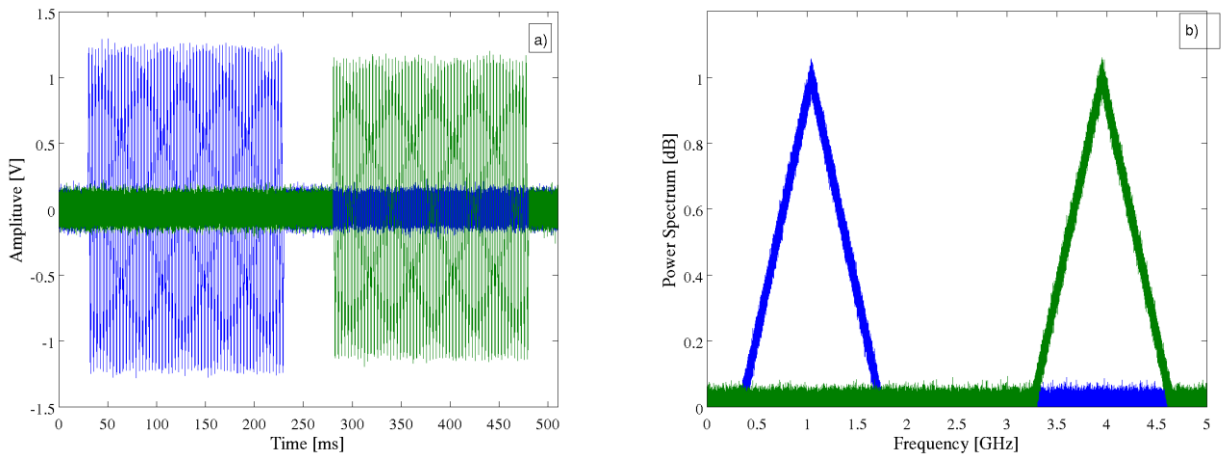 1.5
1
0.5
0
-0.5
-1
-1.5
Amplituve [V]
0 50 100 150 200 250 300 350 400 450 500
Time [ms]
a)
1
0.8
0.6
0.4
0.2
0
Power Spectrum [dB]
0 0.5 1 1.5 2 2.5 3 3.5 4 4.5 5
Frequency [GHz]
b)